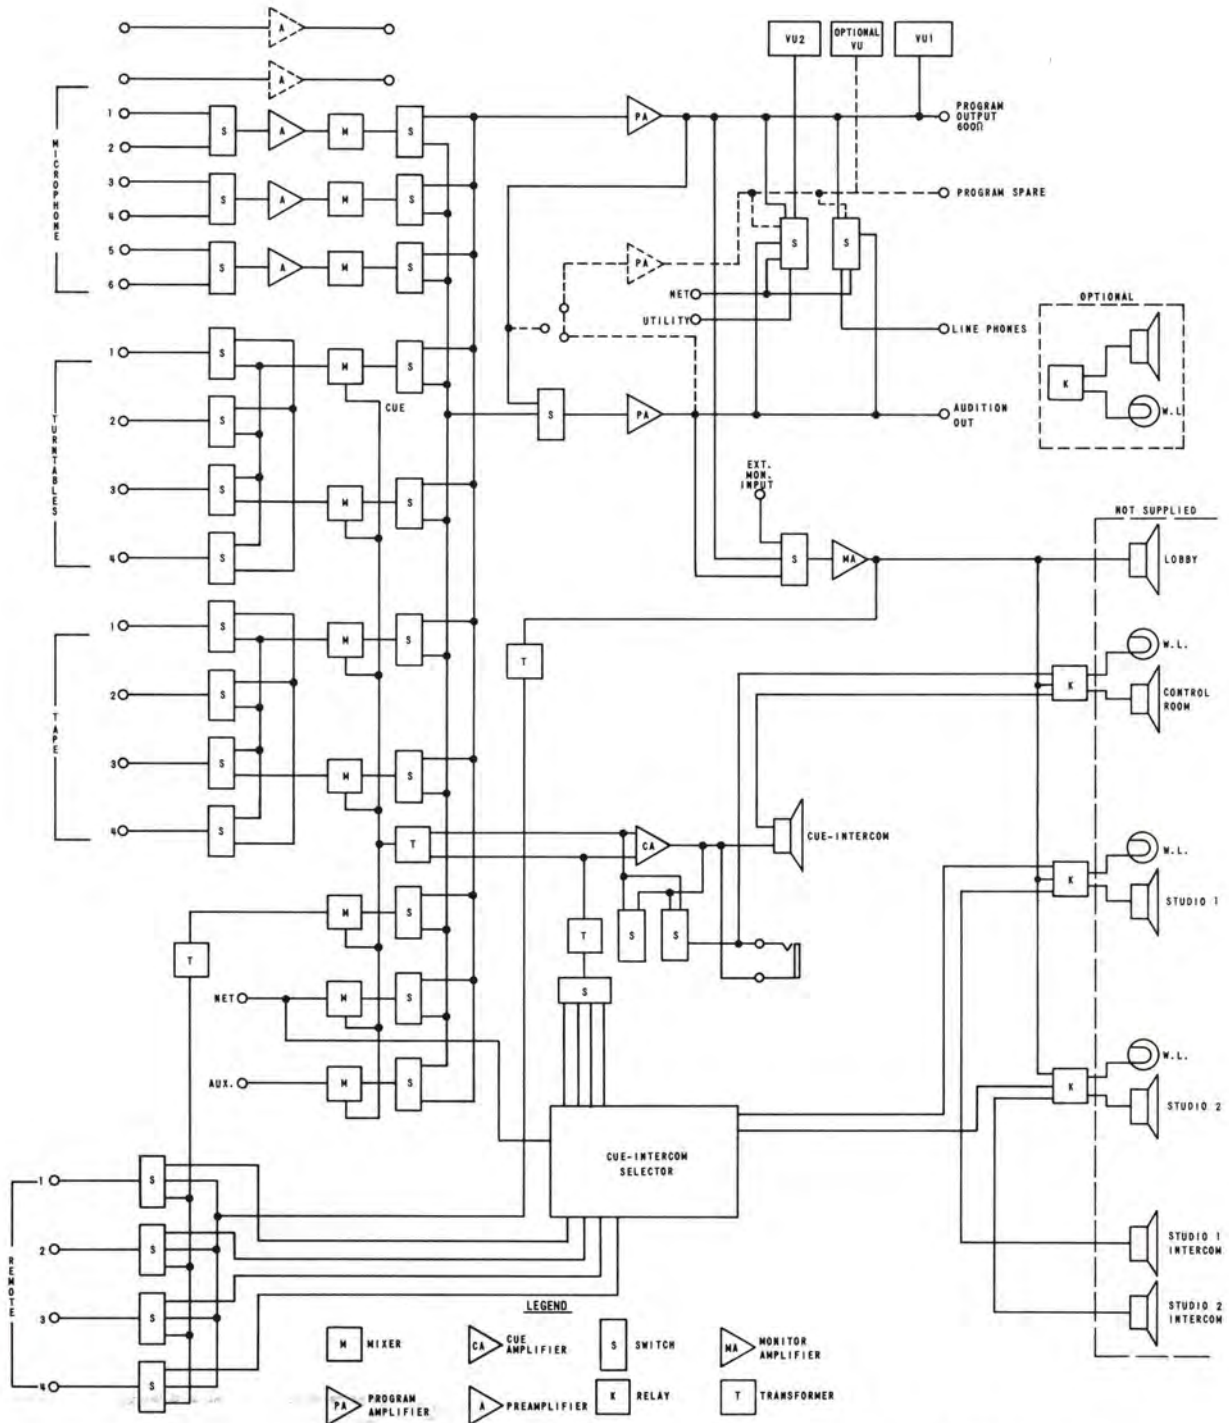 A
A
VU2
OPTIONAL
VU
VU1
MICROPHONE
1
2
S
A
M
S
PA
PROGRAM
OUTPUT
600Ω
3
4
S
A
M
S
PROGRAM SPARE
5
6
S
A
M
S
PA
S
S
NET
UTILITY
LINE PHONES
OPTIONAL
K
W.L.
TURNTABLES
1
S
M
S
CUE
2
S
S
PA
AUDITION
OUT
3
S
M
S
4
S
EXT.
MON.
INPUT
S
MA
NOT SUPPLIED
LOBBY
TAPE
1
S
M
S
T
W.L.
K
CONTROL
ROOM
2
S
3
S
M
S
4
S
T
CA
CUE-INTERCOM
W.L.
K
STUDIO 1
M
S
S
S
T
T
NET
M
S
S
AUX.
M
S
W.L.
K
STUDIO 2
CUE-INTERCOM
SELECTOR
REMOTE
1
S
2
S
3
S
4
S
STUDIO 1
INTERCOM
STUDIO 2
INTERCOM
LEGEND
M MIXER
CA CUE
AMPLIFIER
S SWITCH
MA MONITOR
AMPLIFIER
PA PROGRAM
AMPLIFIER
A PREAMPLIFIER
K RELAY
T TRANSFORMER